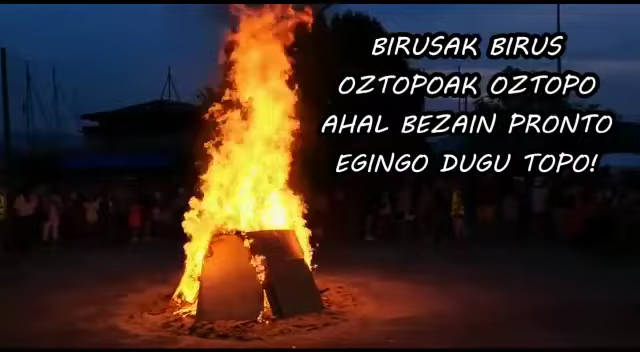 BIRUSAK BIRUS
OZTOPOAK OZTOPO
AHAL BEZAIN PRONTO
EGINGO DUGU TOPO!